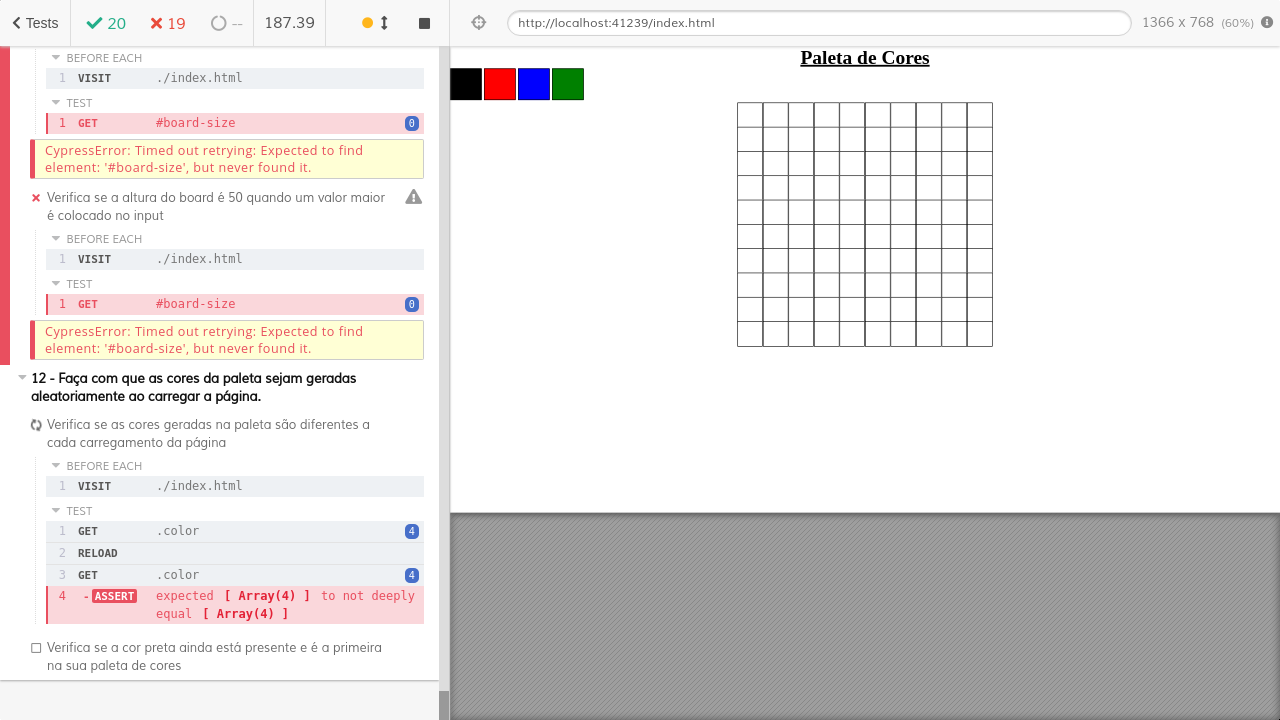 Tests 20 19 -- 187.39
http://localhost:41239/index.html 1366 x 768 (60%)
BEFORE EACH
1 VISIT ./index.html
TEST
1 GET #board-size 0
CypressError: Timed out retrying: Expected to find
element: '#board-size', but never found it.
Verifica se a altura do board é 50 quando um valor maior
é colocado no input
BEFORE EACH
1 VISIT ./index.html
TEST
1 GET #board-size 0
CypressError: Timed out retrying: Expected to find
element: '#board-size', but never found it.
12 - Faça com que as cores da paleta sejam geradas
aleatoriamente ao carregar a página.
Verifica se as cores geradas na paleta são diferentes a
cada carregamento da página
BEFORE EACH
1 VISIT ./index.html
TEST
1 GET .color 4
2 RELOAD
3 GET .color 4
4 -ASSERT expected [ Array(4) ] to not deeply
equal [ Array(4) ]
Verifica se a cor preta ainda está presente e é a primeira
na sua paleta de cores
Paleta de Cores